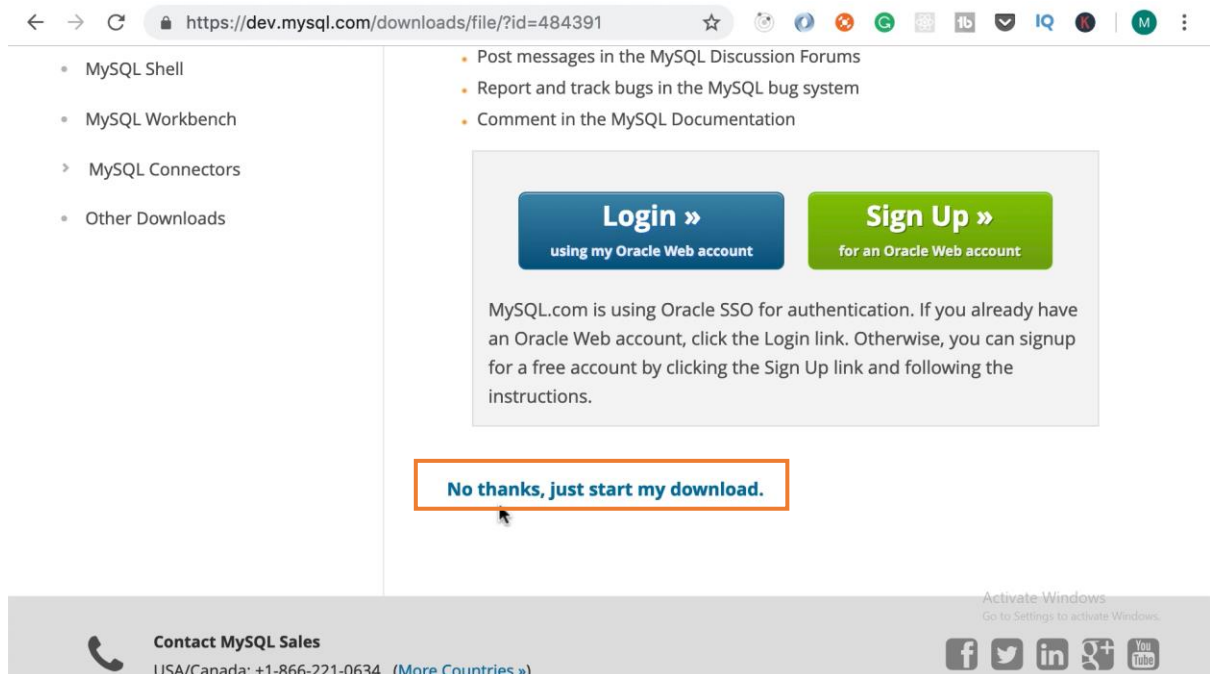 https://dev.mysql.com/downloads/file/?id=484391
G
1b
IQ
K
M
MySQL Shell
MySQL Workbench
MySQL Connectors
Other Downloads
Post messages in the MySQL Discussion Forums
Report and track bugs in the MySQL bug system
Comment in the MySQL Documentation
Login »
using my Oracle Web account
Sign Up »
for an Oracle Web account
MySQL.com is using Oracle SSO for authentication. If you already have
an Oracle Web account, click the Login link. Otherwise, you can signup
for a free account by clicking the Sign Up link and following the
instructions.
No thanks, just start my download.
Activate Windows
Go to Settings to activate Windows.
Contact MySQL Sales
USA/Canada: +1-866-221-0634 (More Countries »)
f
in
g+
You
Tube